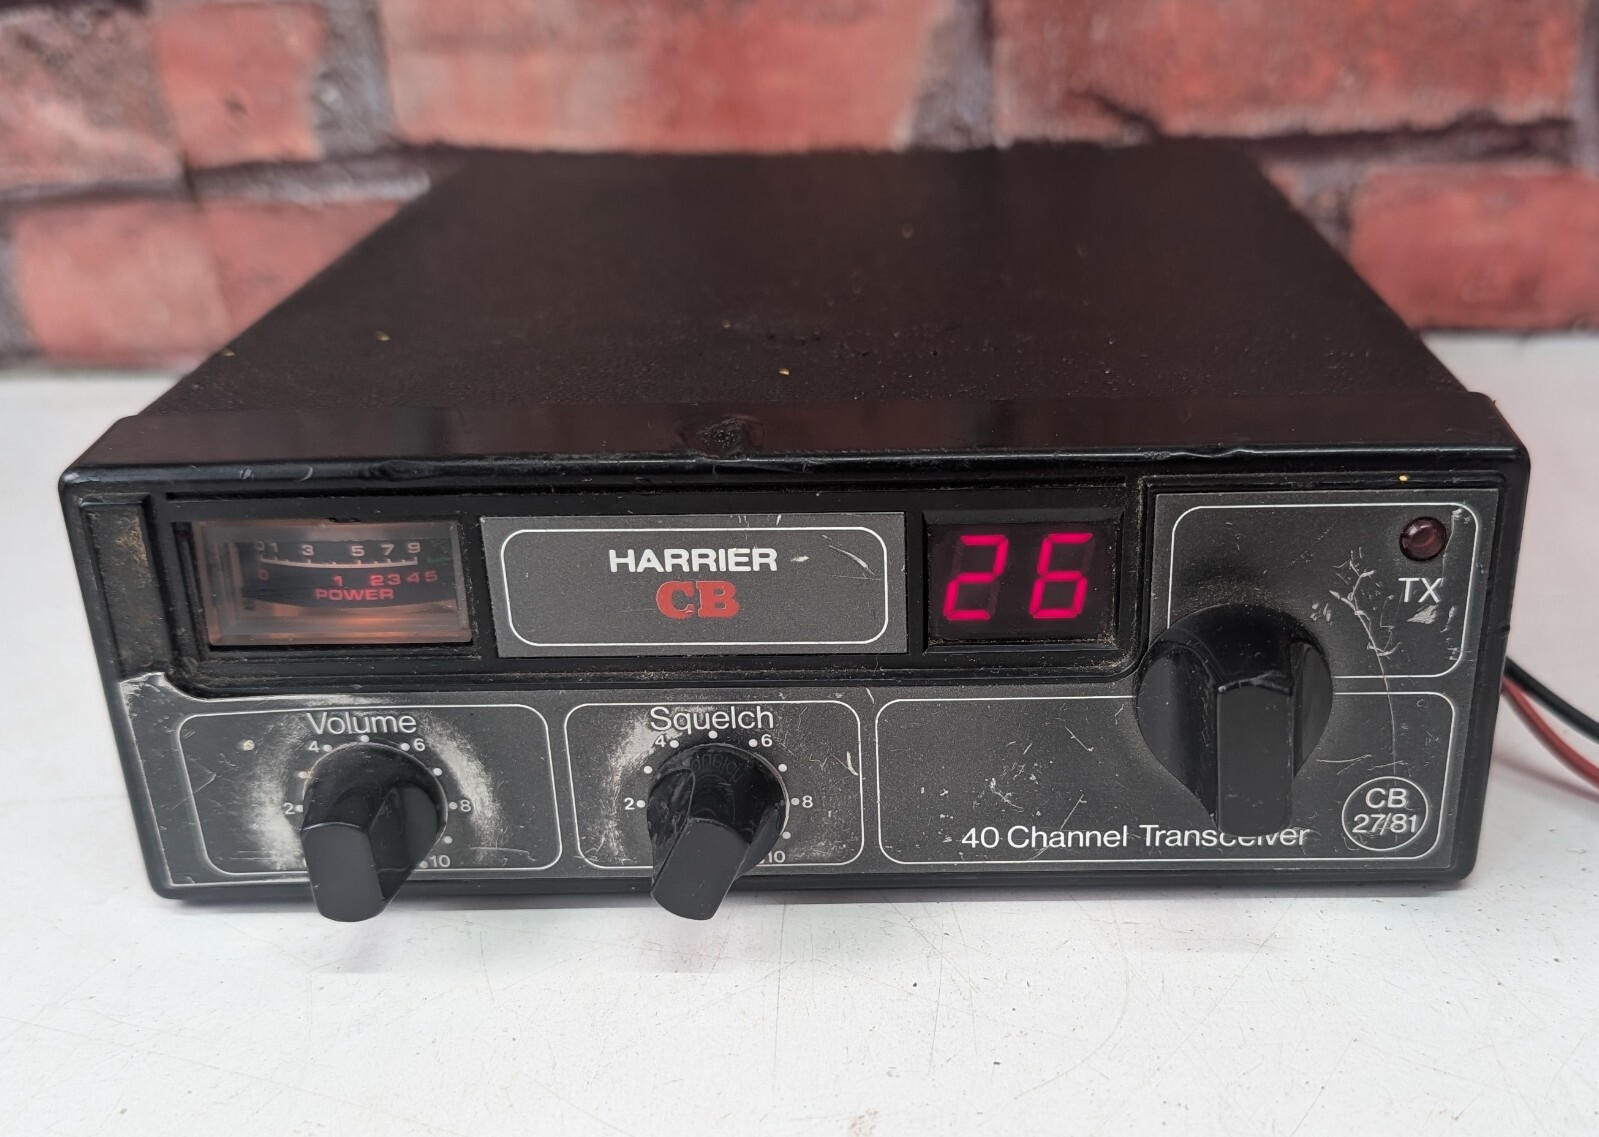 0 1 3 5 7 9
0 1 2 3 4 5
POWER
HARRIER
CB
26
TX
Volume
4 6
2 8
10
Squelch
4 6
2 8
10
40 Channel Transceiver
CB
27/81